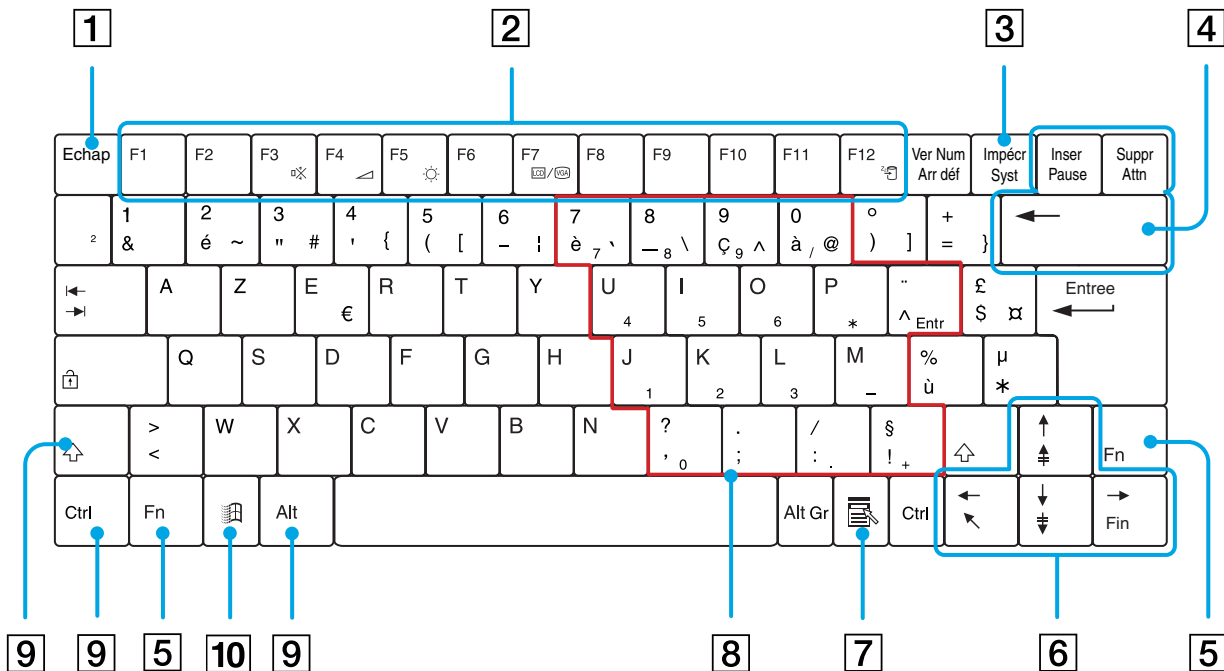 1 2 3 4
Echap F1 F2 F3 F4 F5 F6 F7 LCD / VGA F8 F9 F10 F11 F12 Z z Ver Num Arr déf Impécr Syst Inser Pause Suppr Attn
² 1 & 2 é ~ 3 " # 4 ' { 5 ( [ 6 – ¦ 7 è 7 ` 8 _ 8 \ 9 Ç 9 ^ 0 à / @ ° ) ] + = } ←
A Z E € R T Y U 4 I 5 O 6 P * ¨ ^ Entr £ $ ¤ Entree
Q S D F G H J 1 K 2 L 3 M – % ù µ *
> < W X C V B N ? , 0 . ; / : . § ! + Fn
Ctrl Fn Alt Alt Gr Ctrl Fin
9 9 5 10 9 8 7 6 5